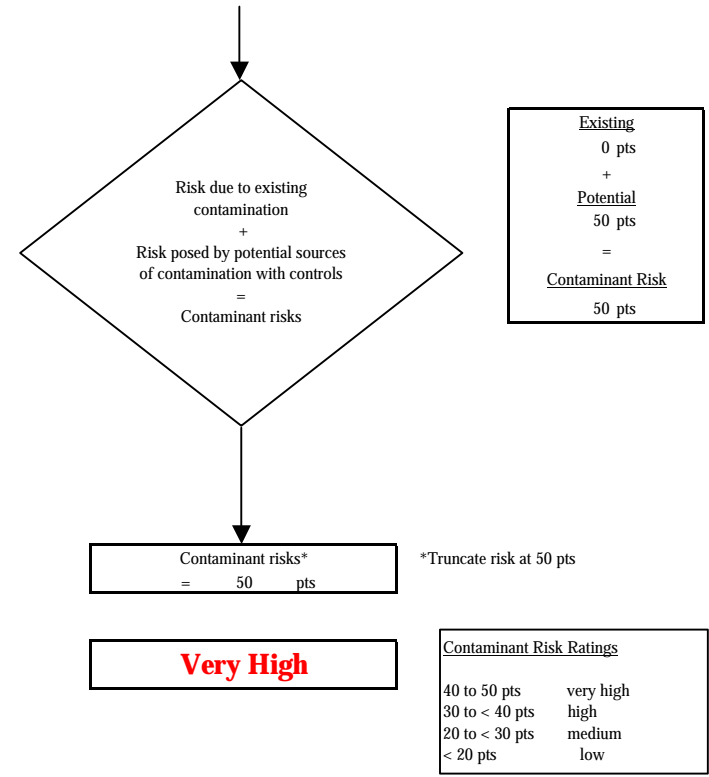 Risk due to existing
contamination
+
Risk posed by potential sources
of contamination with controls
=
Contaminant risks
Existing
0 pts
+
Potential
50 pts
=
Contaminant Risk
50 pts
Contaminant risks*
= 50 pts
*Truncate risk at 50 pts
Very High
Contaminant Risk Ratings
40 to 50 pts very high
30 to < 40 pts high
20 to < 30 pts medium
< 20 pts low